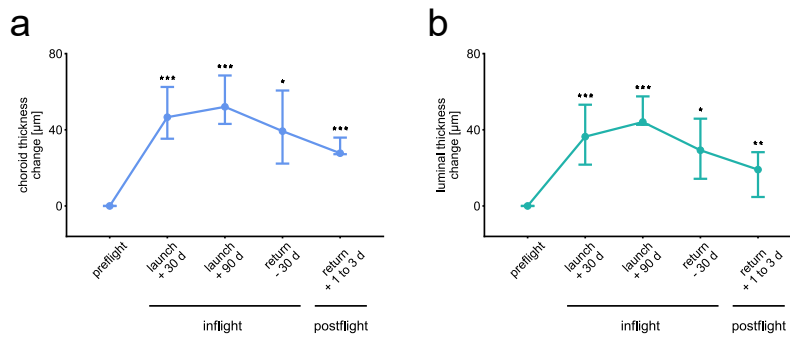 a
choroid thickness
change [µm]
80
40
0
***
***
*
***
preflight
launch
+ 30 d
launch
+ 90 d
return
- 30 d
return
+ 1 to 3 d
inflight
postflight
b
luminal thickness
change [µm]
80
40
0
***
***
*
**
preflight
launch
+ 30 d
launch
+ 90 d
return
- 30 d
return
+ 1 to 3 d
inflight
postflight